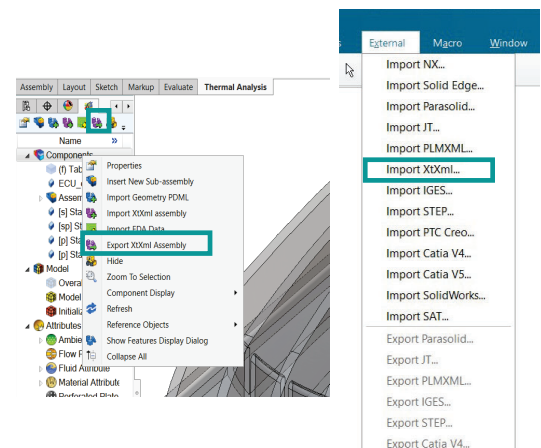 Assembly Layout Sketch Markup Evaluate Thermal Analysis
Name
Components
(f) Tab
ECU_
Assem
[s] Sta
[sp] St
[p] Sta
[p] Sta
Model
Overa
Model
Initializ
Attributes
Ambie
Fluid Attribute
Material Attribute
Perforated Plate
Properties
Insert New Sub-assembly
Import Geometry PDML
Import XtXml assembly
Import FDA Data
Export XtXml Assembly
Hide
Zoom To Selection
Component Display
Refresh
Reference Objects
Show Features Display Dialog
Collapse All
External Macro Window
Import NX...
Import Solid Edge...
Import Parasolid...
Import JT...
Import PLMXML...
Import XtXml...
Import IGES...
Import STEP...
Import PTC Creo...
Import Catia V4...
Import Catia V5...
Import SolidWorks...
Import SAT...
Export Parasolid...
Export JT...
Export PLMXML...
Export IGES...
Export STEP...
Export Catia V4...